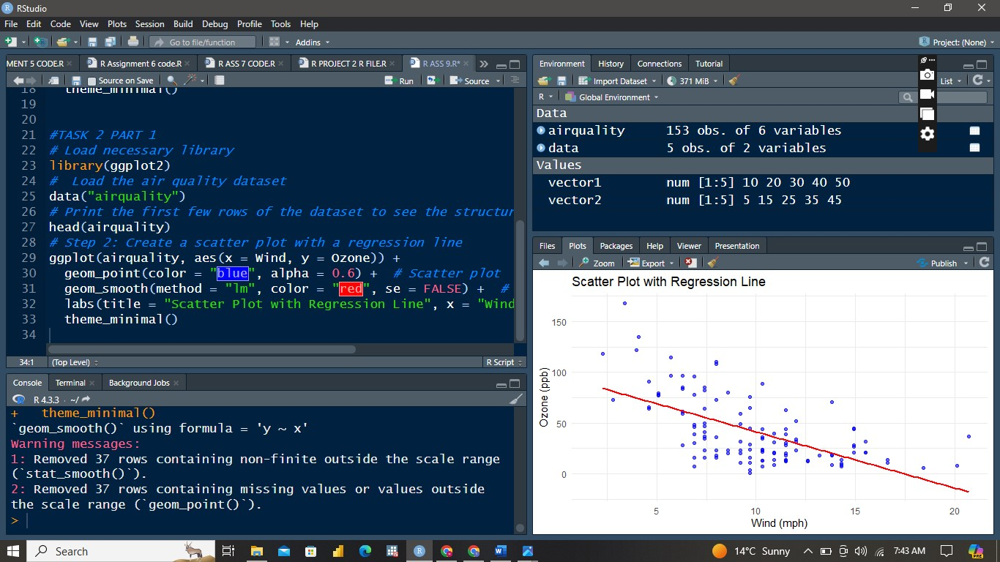 RStudio
File Edit Code View Plots Session Build Debug Profile Tools Help
Go to file/function Addins Project: (None)
MENT 5 CODE.R R Assignment 6 code.R R ASS 7 CODE.R R PROJECT 2 R FILE.R R ASS 9.R*
Source on Save Run Source
18 theme_minimal()
19
20
21 #TASK 2 PART 1
22 # Load necessary library
23 library(ggplot2)
24 #  Load the air quality dataset
25 data("airquality")
26 # Print the first few rows of the dataset to see the structur
27 head(airquality)
28 # Step 2: Create a scatter plot with a regression line
29 ggplot(airquality, aes(x = Wind, y = Ozone)) +
30 geom_point(color = "blue", alpha = 0.6) +  # Scatter plot
31 geom_smooth(method = "lm", color = "red", se = FALSE) +  #
32 labs(title = "Scatter Plot with Regression Line", x = "Wind
33 theme_minimal()
34
34:1 (Top Level) R Script
Console Terminal Background Jobs
R 4.3.3 · ~/
+   theme_minimal()
`geom_smooth()` using formula = 'y ~ x'
Warning messages:
1: Removed 37 rows containing non-finite outside the scale range
(`stat_smooth()`).
2: Removed 37 rows containing missing values or values outside
the scale range (`geom_point()`).
>
Environment History Connections Tutorial
Import Dataset 371 MiB List
R Global Environment
Data
airquality 153 obs. of 6 variables
data 5 obs. of 2 variables
Values
vector1 num [1:5] 10 20 30 40 50
vector2 num [1:5] 5 15 25 35 45
Files Plots Packages Help Viewer Presentation
Zoom Export Publish
Scatter Plot with Regression Line
150
100
50
0
Ozone (ppb)
5 10 15 20
Wind (mph)
Search 14°C Sunny 7:43 AM
PRE